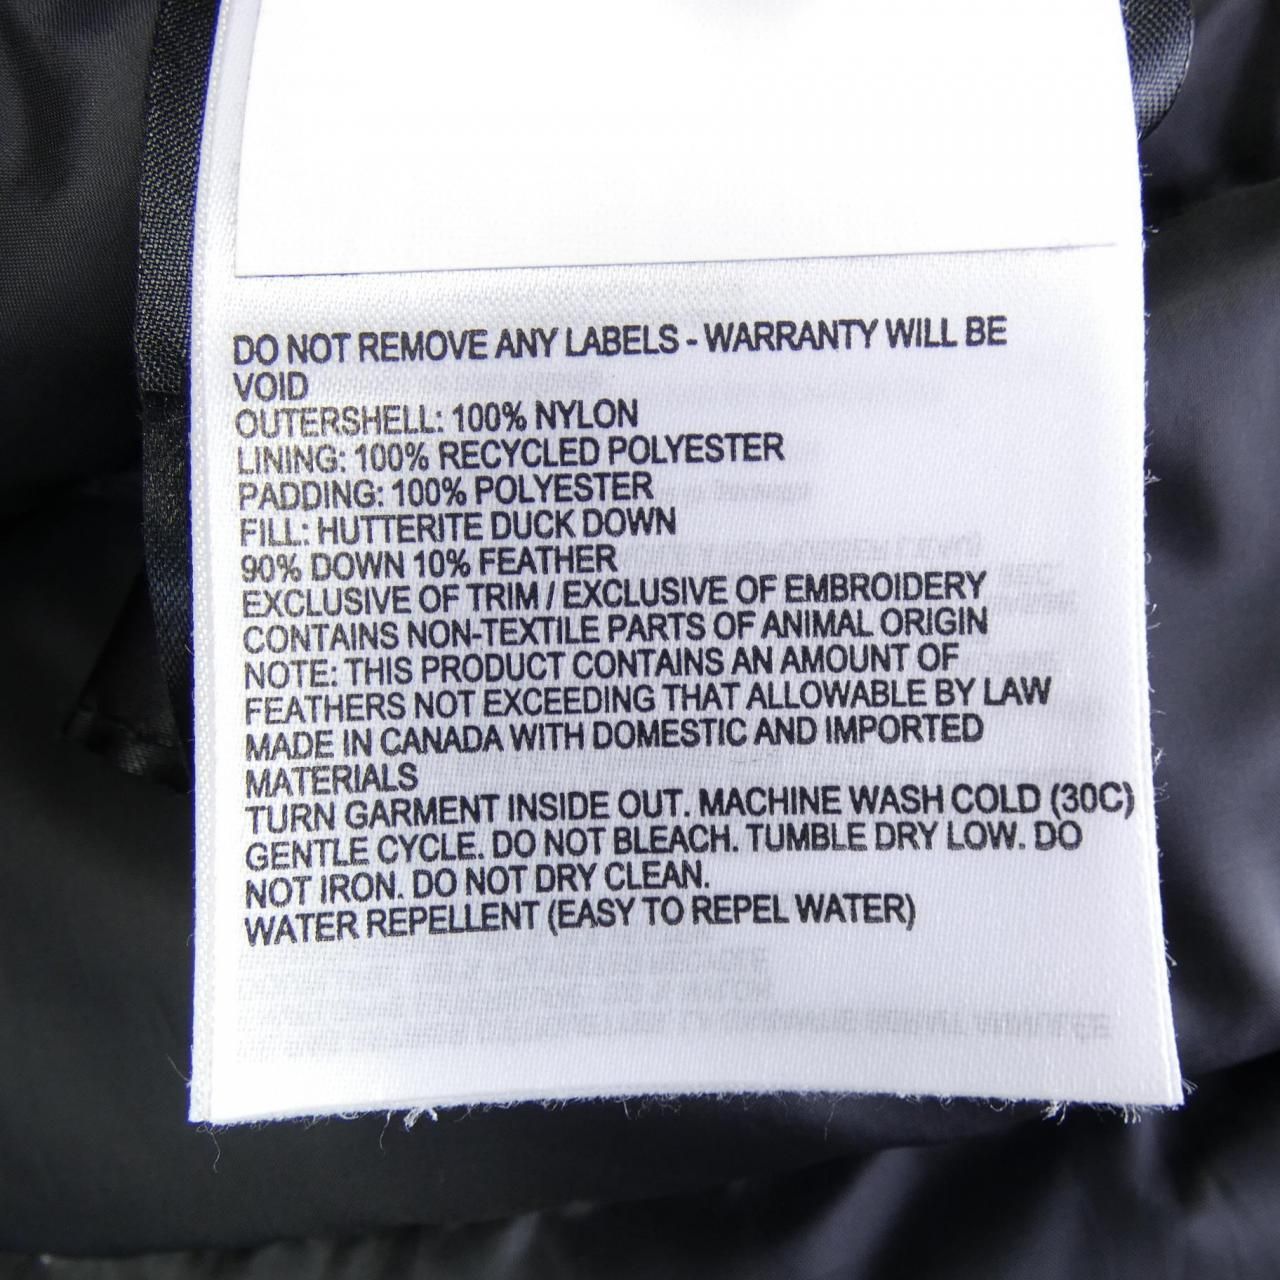 DO NOT REMOVE ANY LABELS - WARRANTY WILL BE
VOID
OUTERSHELL: 100% NYLON
LINING: 100% RECYCLED POLYESTER
PADDING: 100% POLYESTER
FILL: HUTTERITE DUCK DOWN
90% DOWN 10% FEATHER
EXCLUSIVE OF TRIM / EXCLUSIVE OF EMBROIDERY
CONTAINS NON-TEXTILE PARTS OF ANIMAL ORIGIN
NOTE: THIS PRODUCT CONTAINS AN AMOUNT OF
FEATHERS NOT EXCEEDING THAT ALLOWABLE BY LAW
MADE IN CANADA WITH DOMESTIC AND IMPORTED
MATERIALS
TURN GARMENT INSIDE OUT. MACHINE WASH COLD (30C)
GENTLE CYCLE. DO NOT BLEACH. TUMBLE DRY LOW. DO
NOT IRON. DO NOT DRY CLEAN.
WATER REPELLENT (EASY TO REPEL WATER)